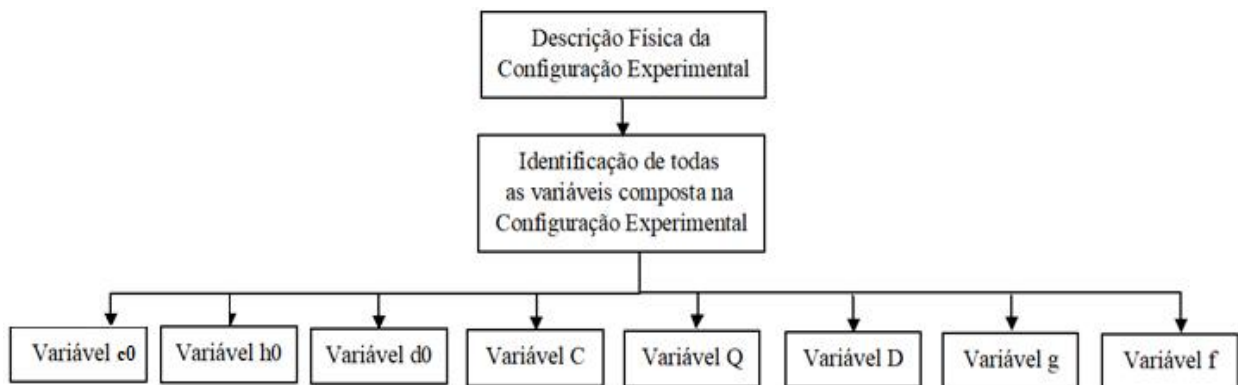 Descrição Física da
Configuração Experimental
Identificação de todas
as variáveis composta na
Configuração Experimental
Variável c0
Variável h0
Variável d0
Variável C
Variável Q
Variável D
Variável g
Variável f